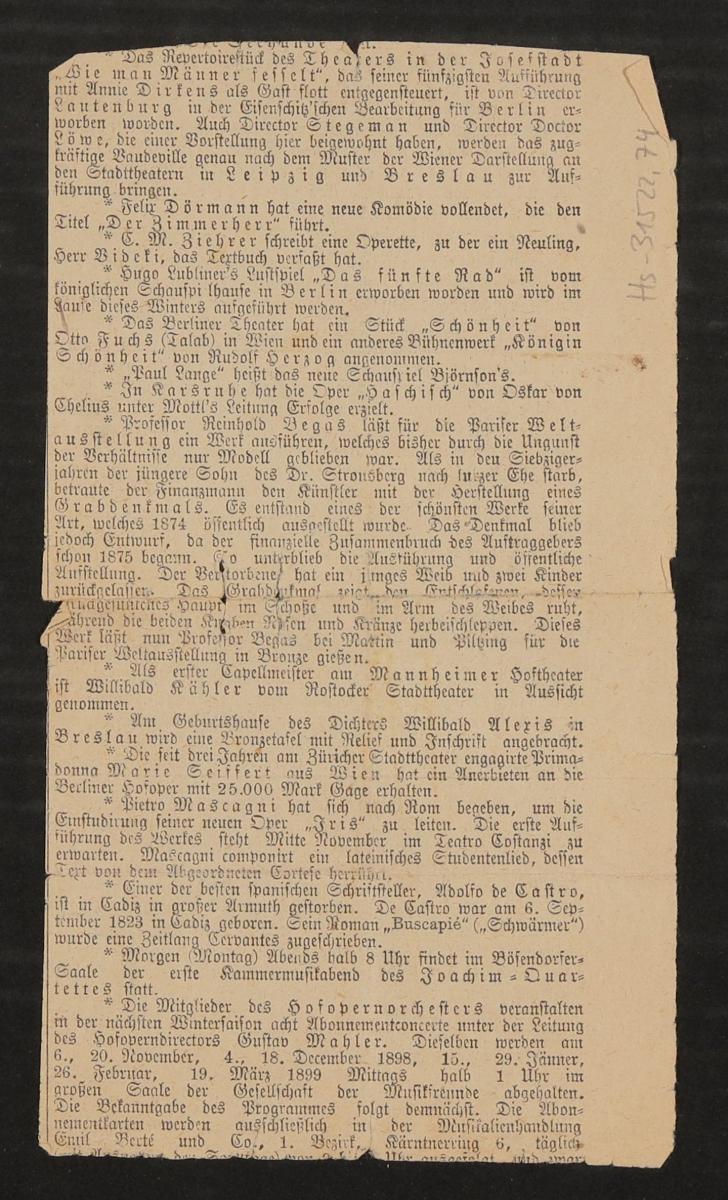 * Das Repertoirestück des Theaters in der Josefstadt
„Wie man Männer fesselt“, das seiner fünfzigsten Aufführung
mit Annie Dirkens als Gast flott entgegensteuert, ist von Director
Lautenburg in der Eisenschitz'schen Bearbeitung für Berlin er-
worben worden. Auch Director Stegeman und Director Doctor
Löwe, die einer Vorstellung hier beigewohnt haben, werden das zug-
kräftige Vaudeville genau nach dem Muster der Wiener Darstellung an
den Stadttheatern in Leipzig und Breslau zur Auf-
führung bringen.
* Felix Dörmann hat eine neue Komödie vollendet, die den
Titel „Der Zimmerherr“ führt.
* C. M. Ziehrer schreibt eine Operette, zu der ein Neuling,
Herr Videki, das Textbuch verfaßt hat.
* Hugo Lubliner's Lustspiel „Das fünfte Rad“ ist vom
königlichen Schauspi lhause in Berlin erworben worden und wird im
Laufe dieses Winters aufgeführt werden.
* Das Berliner Theater hat ein Stück „Schönheit“ von
Otto Fuchs (Talab) in Wien und ein anderes Bühnenwerk „Königin
Schönheit“ von Rudolf Herzog angenommen.
* „Paul Lange“ heißt das neue Schauspiel Björnson's.
* In Karlsruhe hat die Oper „Haschisch“ von Oskar von
Chelius unter Mottl's Leitung Erfolge erzielt.
* Professor Reinhold Begas läßt für die Pariser Welt-
ausstellung ein Werk ausführen, welches bisher durch die Ungunst
der Verhältnisse nur Modell geblieben war. Als in den Siebziger-
jahren der jüngere Sohn des Dr. Strousberg nach kurzer Ehe starb,
betraute der Finanzmann den Künstler mit der Herstellung eines
Grabdenkmals. Es entstand eines der schönsten Werke seiner
Art, welches 1874 öffentlich ausgestellt wurde. Das Denkmal blieb
jedoch Entwurf, da der finanzielle Zusammenbruch des Auftraggebers
schon 1875 begann. So unterblieb die Ausführung und öffentliche
Aufstellung. Der Verstorbene hat ein junges Weib und zwei Kinder
zurückgelassen. Das Grabdenkmal zeigt den Entschlafenen, dessen
Haupt im Schoße und im Arm des Weibes ruht,
während die beiden Knaben Rosen und Kränze herbeischleppen. Dieses
Werk läßt nun Professor Begas bei Martin und Piltzing für die
Pariser Weltausstellung in Bronze gießen.
* Als erster Capellmeister am Mannheimer Hoftheater
ist Willibald Kähler vom Rostocker Stadttheater in Aussicht
genommen.
* Am Geburtshause des Dichters Willibald Alexis in
Breslau wird eine Bronzetafel mit Relief und Inschrift angebracht.
* Die seit drei Jahren am Züricher Stadttheater engagirte Prima-
donna Marie Seiffert aus Wien hat ein Anerbieten an die
Berliner Hofoper mit 25.000 Mark Gage erhalten.
* Pietro Mascagni hat sich nach Rom begeben, um die
Einstudirung seiner neuen Oper „Iris“ zu leiten. Die erste Auf-
führung des Werkes steht Mitte November im Teatro Costanzi zu
erwarten. Mascagni componirt ein lateinisches Studentenlied, dessen
Text von dem Abgeordneten Cortese herrührt.
* Einer der besten spanischen Schriftsteller, Adolfo de Castro,
ist in Cadiz in großer Armuth gestorben. De Castro war am 6. Sep-
tember 1823 in Cadiz geboren. Sein Roman „Buscapié“ („Schwärmer“)
wurde eine Zeitlang Cervantes zugeschrieben.
* Morgen (Montag) Abends halb 8 Uhr findet im Bösendorfer-
Saale der erste Kammermusikabend des Joachim-Quar-
tettes statt.
* Die Mitglieder des Hofopernorchesters veranstalten
in der nächsten Wintersaison acht Abonnementconcerte unter der Leitung
des Hofoperndirectors Gustav Mahler. Dieselben werden am
6., 20. November, 4., 18. December 1898, 15., 29. Jänner,
26. Februar, 19. März 1899 Mittags halb 1 Uhr im
großen Saale der Gesellschaft der Musikfreunde abgehalten.
Die Bekanntgabe des Programmes folgt demnächst. Die Abon-
nementkarten werden ausschließlich in der Musikalienhandlung
Emil Berté und Co., 1. Bezirk, Kärntnerring 6, täglich
Uhr ausgefolgt und zwar
Hs-31522,74